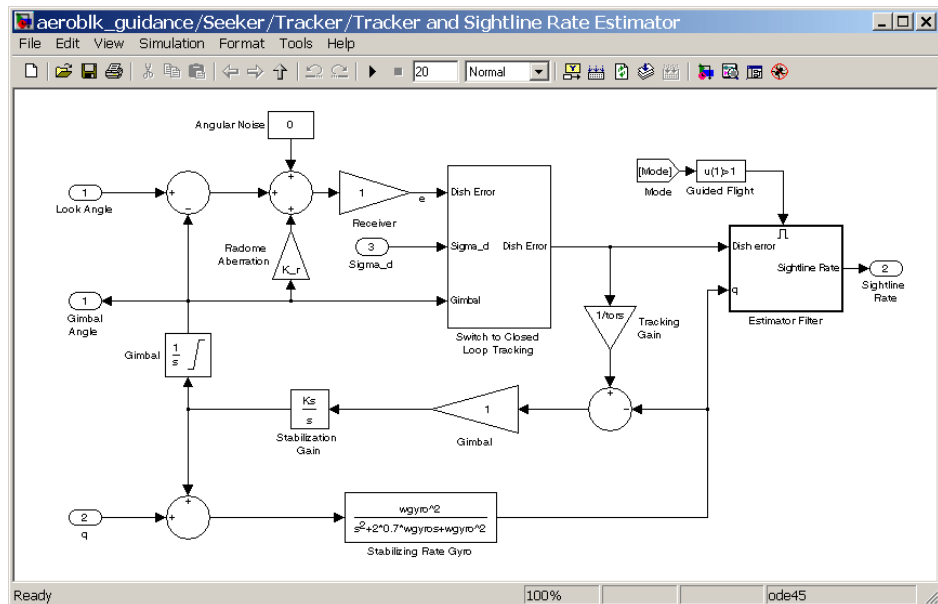 aeroblk_guidance/Seeker/Tracker/Tracker and Sightline Rate Estimator
File Edit View Simulation Format Tools Help
20 Normal
Angular Noise 0
1
Look Angle
+
-
+
+
+
1
Receiver
e
Radome
Aberration
K_r
3
Sigma_d
Dish Error
Sigma_d
Dish Error
Gimbal
Switch to Closed
Loop Tracking
[Mode]
Mode
u(1)>1
Guided Flight
Dish error
Sightline Rate
q
Estimator Filter
2
Sightline
Rate
1
Gimbal
Angle
Gimbal
1
s
1/tors
Tracking
Gain
+
-
1
Gimbal
Ks
s
Stabilization
Gain
2
q
+
+
wgyro^2
s²+2*0.7*wgyros+wgyro^2
Stabilizing Rate Gyro
Ready 100% ode45